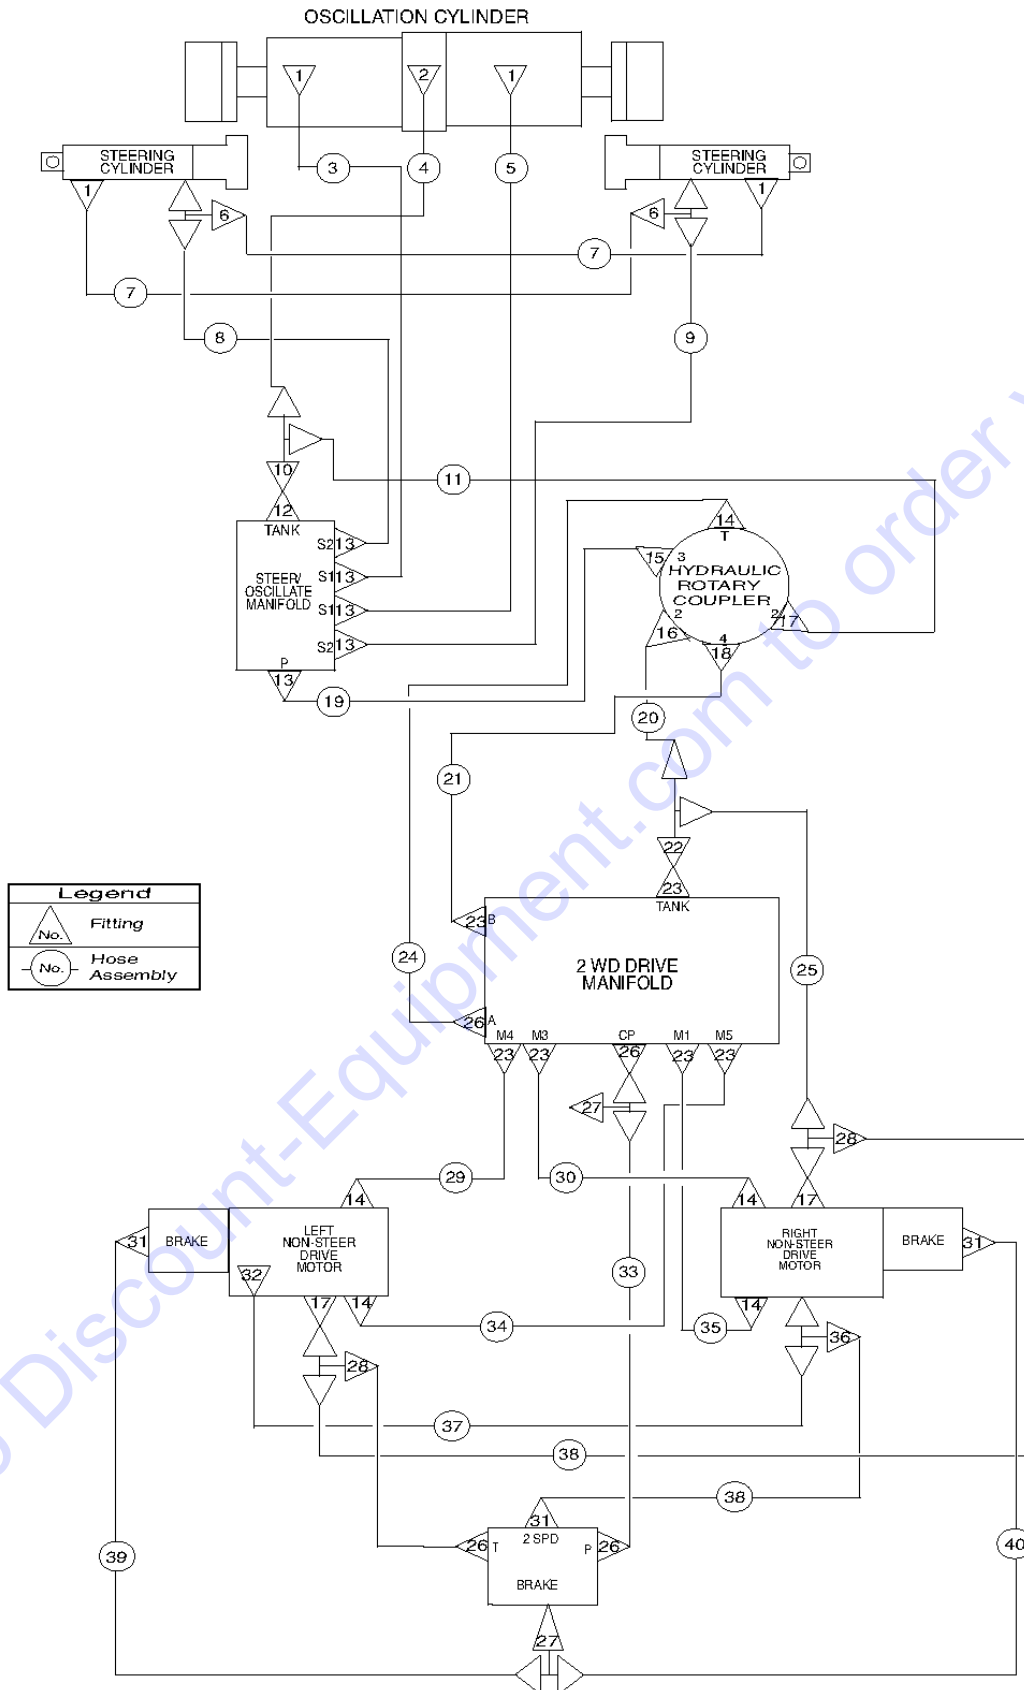 OSCILLATION CYLINDER
1 2 1
STEERING
CYLINDER
3 4 5
STEERING
CYLINDER
1 6 6 1
7
7
8 9
10
11
12
TANK
14
T
S2 13
S1 13
S1 13
S2 13
STEER/
OSCILLATE
MANIFOLD
P
13
15 3
HYDRAULIC
ROTARY
COUPLER
2 2
16 17
4
18
19
20
21
22
23
TANK
Legend
No. Fitting
No. Hose
Assembly
23 B
24
2 WD DRIVE
MANIFOLD
25
26 A
M4 M3 CP M1 M5
23 23 26 23 23
27
28
29 30
14 14 17
31 BRAKE
LEFT
NON-STEER
DRIVE
MOTOR
RIGHT
NON-STEER
DRIVE
MOTOR
BRAKE 31
32
33
17 14
14
34 35 36
28
37
38
38
31
26 T 2 SPD P 26
39 40
BRAKE
27
Discount-Equipment.com to order